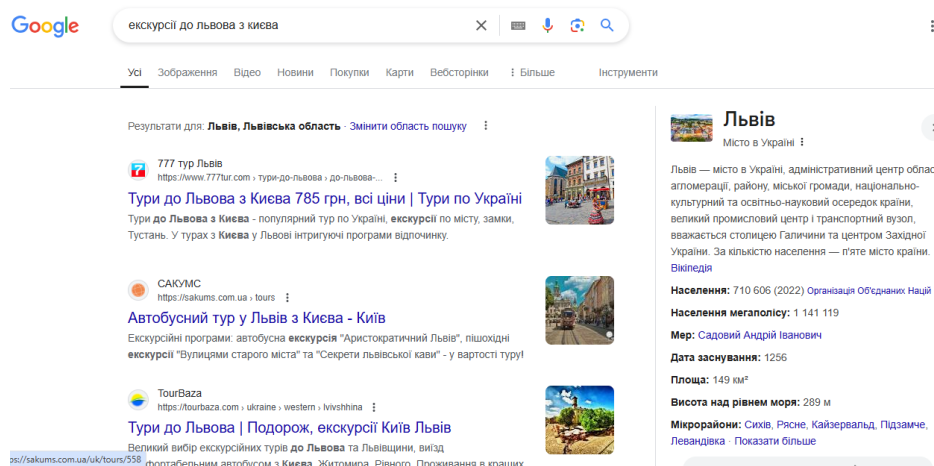 Google
екскурсії до львова з києва
Усі Зображення Відео Новини Покупки Карти Вебсторінки Більше Інструменти
Результати для: Львів, Львівська область · Змінити область пошуку
777 тур Львів
https://www.777tur.com › тури-до-львова › до-львова-...
Тури до Львова з Києва 785 грн, всі ціни | Тури по Україні
Тури до Львова з Києва - популярний тур по Україні, екскурсії по місту, замки,
Тустань. У турах з Києва у Львові інтригуючі програми відпочинку.
САКУМС
https://sakums.com.ua › tours
Автобусний тур у Львів з Києва - Київ
Екскурсійні програми: автобусна екскурсія "Аристократичний Львів", пішохідні
екскурсії "Вулицями старого міста" та "Секрети львівської кави" - у вартості туру!
TourBaza
https://tourbaza.com › ukraine › western › lvivshhina
Тури до Львова | Подорож, екскурсії Київ Львів
Великий вибір екскурсійних турів до Львова та Львівщини, виїзд
фортабельним автобусом з Києва, Житомира, Рівного. Проживання в кращих
ps://sakums.com.ua/uk/tours/558
Львів
Місто в Україні
Львів — місто в Україні, адміністративний центр облас
агломерації, району, міської громади, національно-
культурний та освітньо-науковий осередок країни,
великий промисловий центр і транспортний вузол,
вважається столицею Галичини та центром Західної
України. За кількістю населення — п'яте місто країни.
Вікіпедія
Населення: 710 606 (2022) Організація Об'єднаних Націй
Населення мегаполісу: 1 141 119
Мер: Садовий Андрій Іванович
Дата заснування: 1256
Площа: 149 км²
Висота над рівнем моря: 289 м
Мікрорайони: Сихів, Рясне, Кайзервальд, Підзамче,
Левандівка · Показати більше